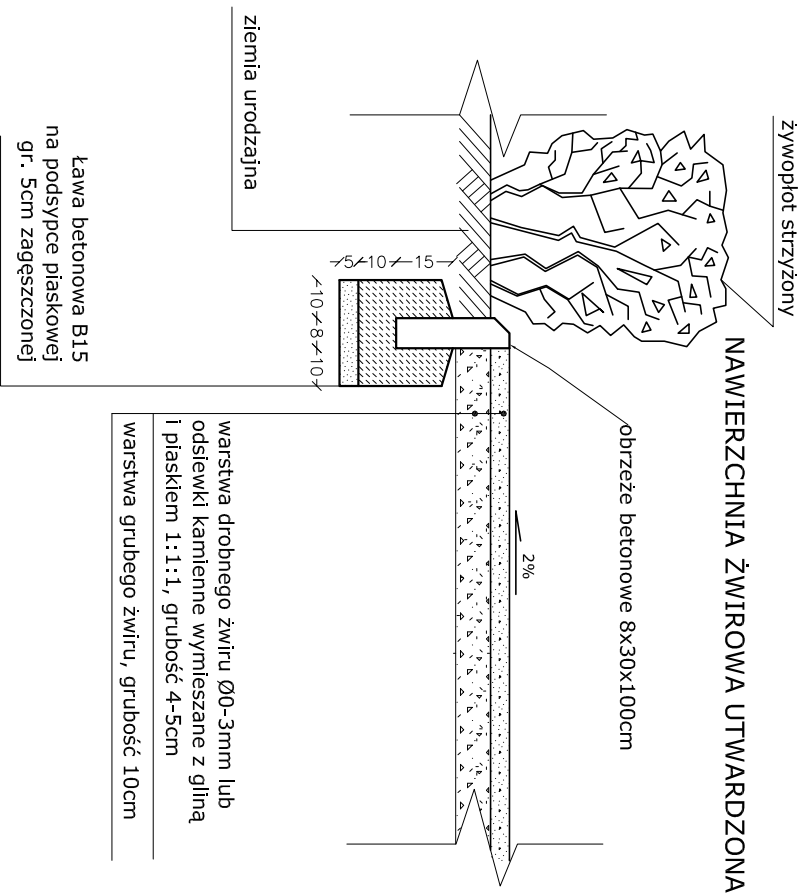 NAWIERZCHNIA ŻWIROWA UTWARDZONA
żywopłot strzyżony
obrzeże betonowe 8x30x100cm
2%
5
10
15
10
8
10
ziemia urodzajna
warstwa drobnego żwiru Ø0-3mm lub
odsiewki kamienne wymieszane z gliną
i piaskiem 1:1:1, grubość 4-5cm
warstwa grubego żwiru, grubość 10cm
Ława betonowa B15
na podsypce piaskowej
gr. 5cm zagęszczonej